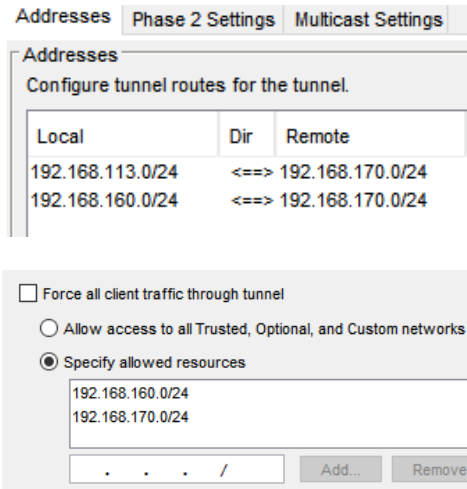 Addresses Phase 2 Settings Multicast Settings
Addresses
Configure tunnel routes for the tunnel.
Local Dir Remote
192.168.113.0/24 <==> 192.168.170.0/24
192.168.160.0/24 <==> 192.168.170.0/24
Force all client traffic through tunnel
Allow access to all Trusted, Optional, and Custom networks
Specify allowed resources
192.168.160.0/24
192.168.170.0/24
. . . / Add... Remove